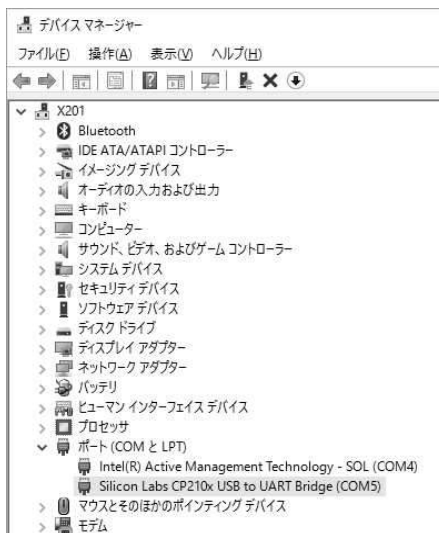 デバイス マネージャー
ファイル(F) 操作(A) 表示(V) ヘルプ(H)
X201
Bluetooth
IDE ATA/ATAPI コントローラー
イメージング デバイス
オーディオの入力および出力
キーボード
コンピューター
サウンド、ビデオ、およびゲーム コントローラー
システム デバイス
セキュリティ デバイス
ソフトウェア デバイス
ディスク ドライブ
ディスプレイ アダプター
ネットワーク アダプター
バッテリ
ヒューマン インターフェイス デバイス
プロセッサ
ポート (COM と LPT)
Intel(R) Active Management Technology - SOL (COM4)
Silicon Labs CP210x USB to UART Bridge (COM5)
マウスとそのほかのポインティング デバイス
モデム